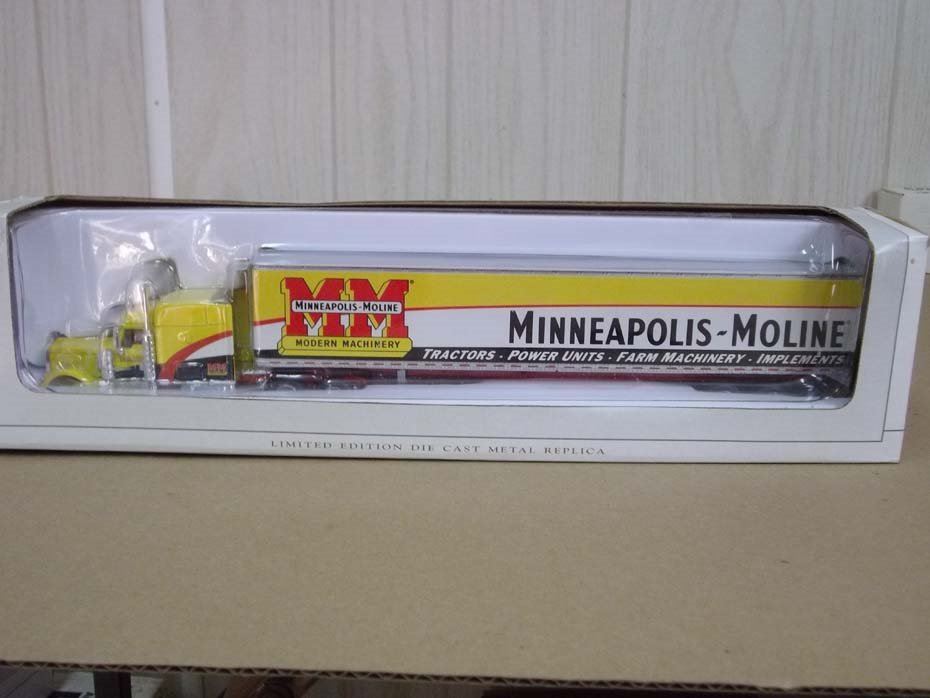 MM®
MINNEAPOLIS-MOLINE
MODERN MACHINERY
MINNEAPOLIS-MOLINE
TRACTORS · POWER UNITS · FARM MACHINERY · IMPLEMENTS
MM
LIMITED EDITION DIE CAST METAL REPLICA